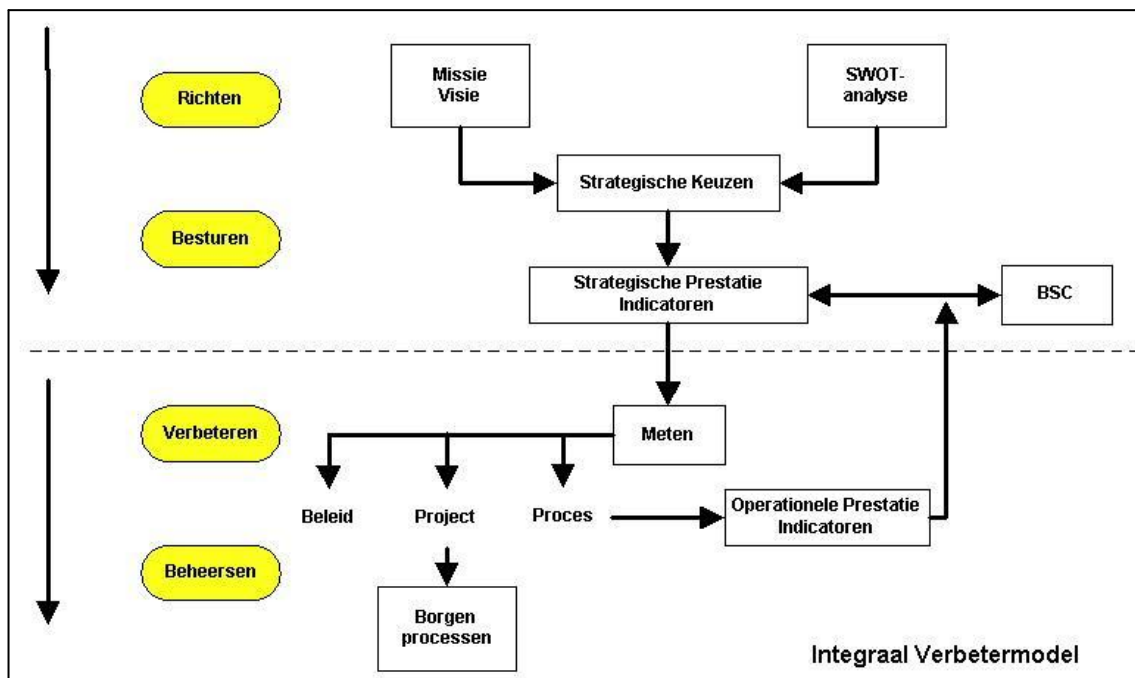 Richten
Missie
Visie
SWOT-
analyse
Strategische Keuzen
Besturen
Strategische Prestatie
Indicatoren
BSC
Verbeteren
Meten
Beleid
Project
Proces
Operationele Prestatie
Indicatoren
Beheersen
Borgen
processen
Integraal Verbetermodel